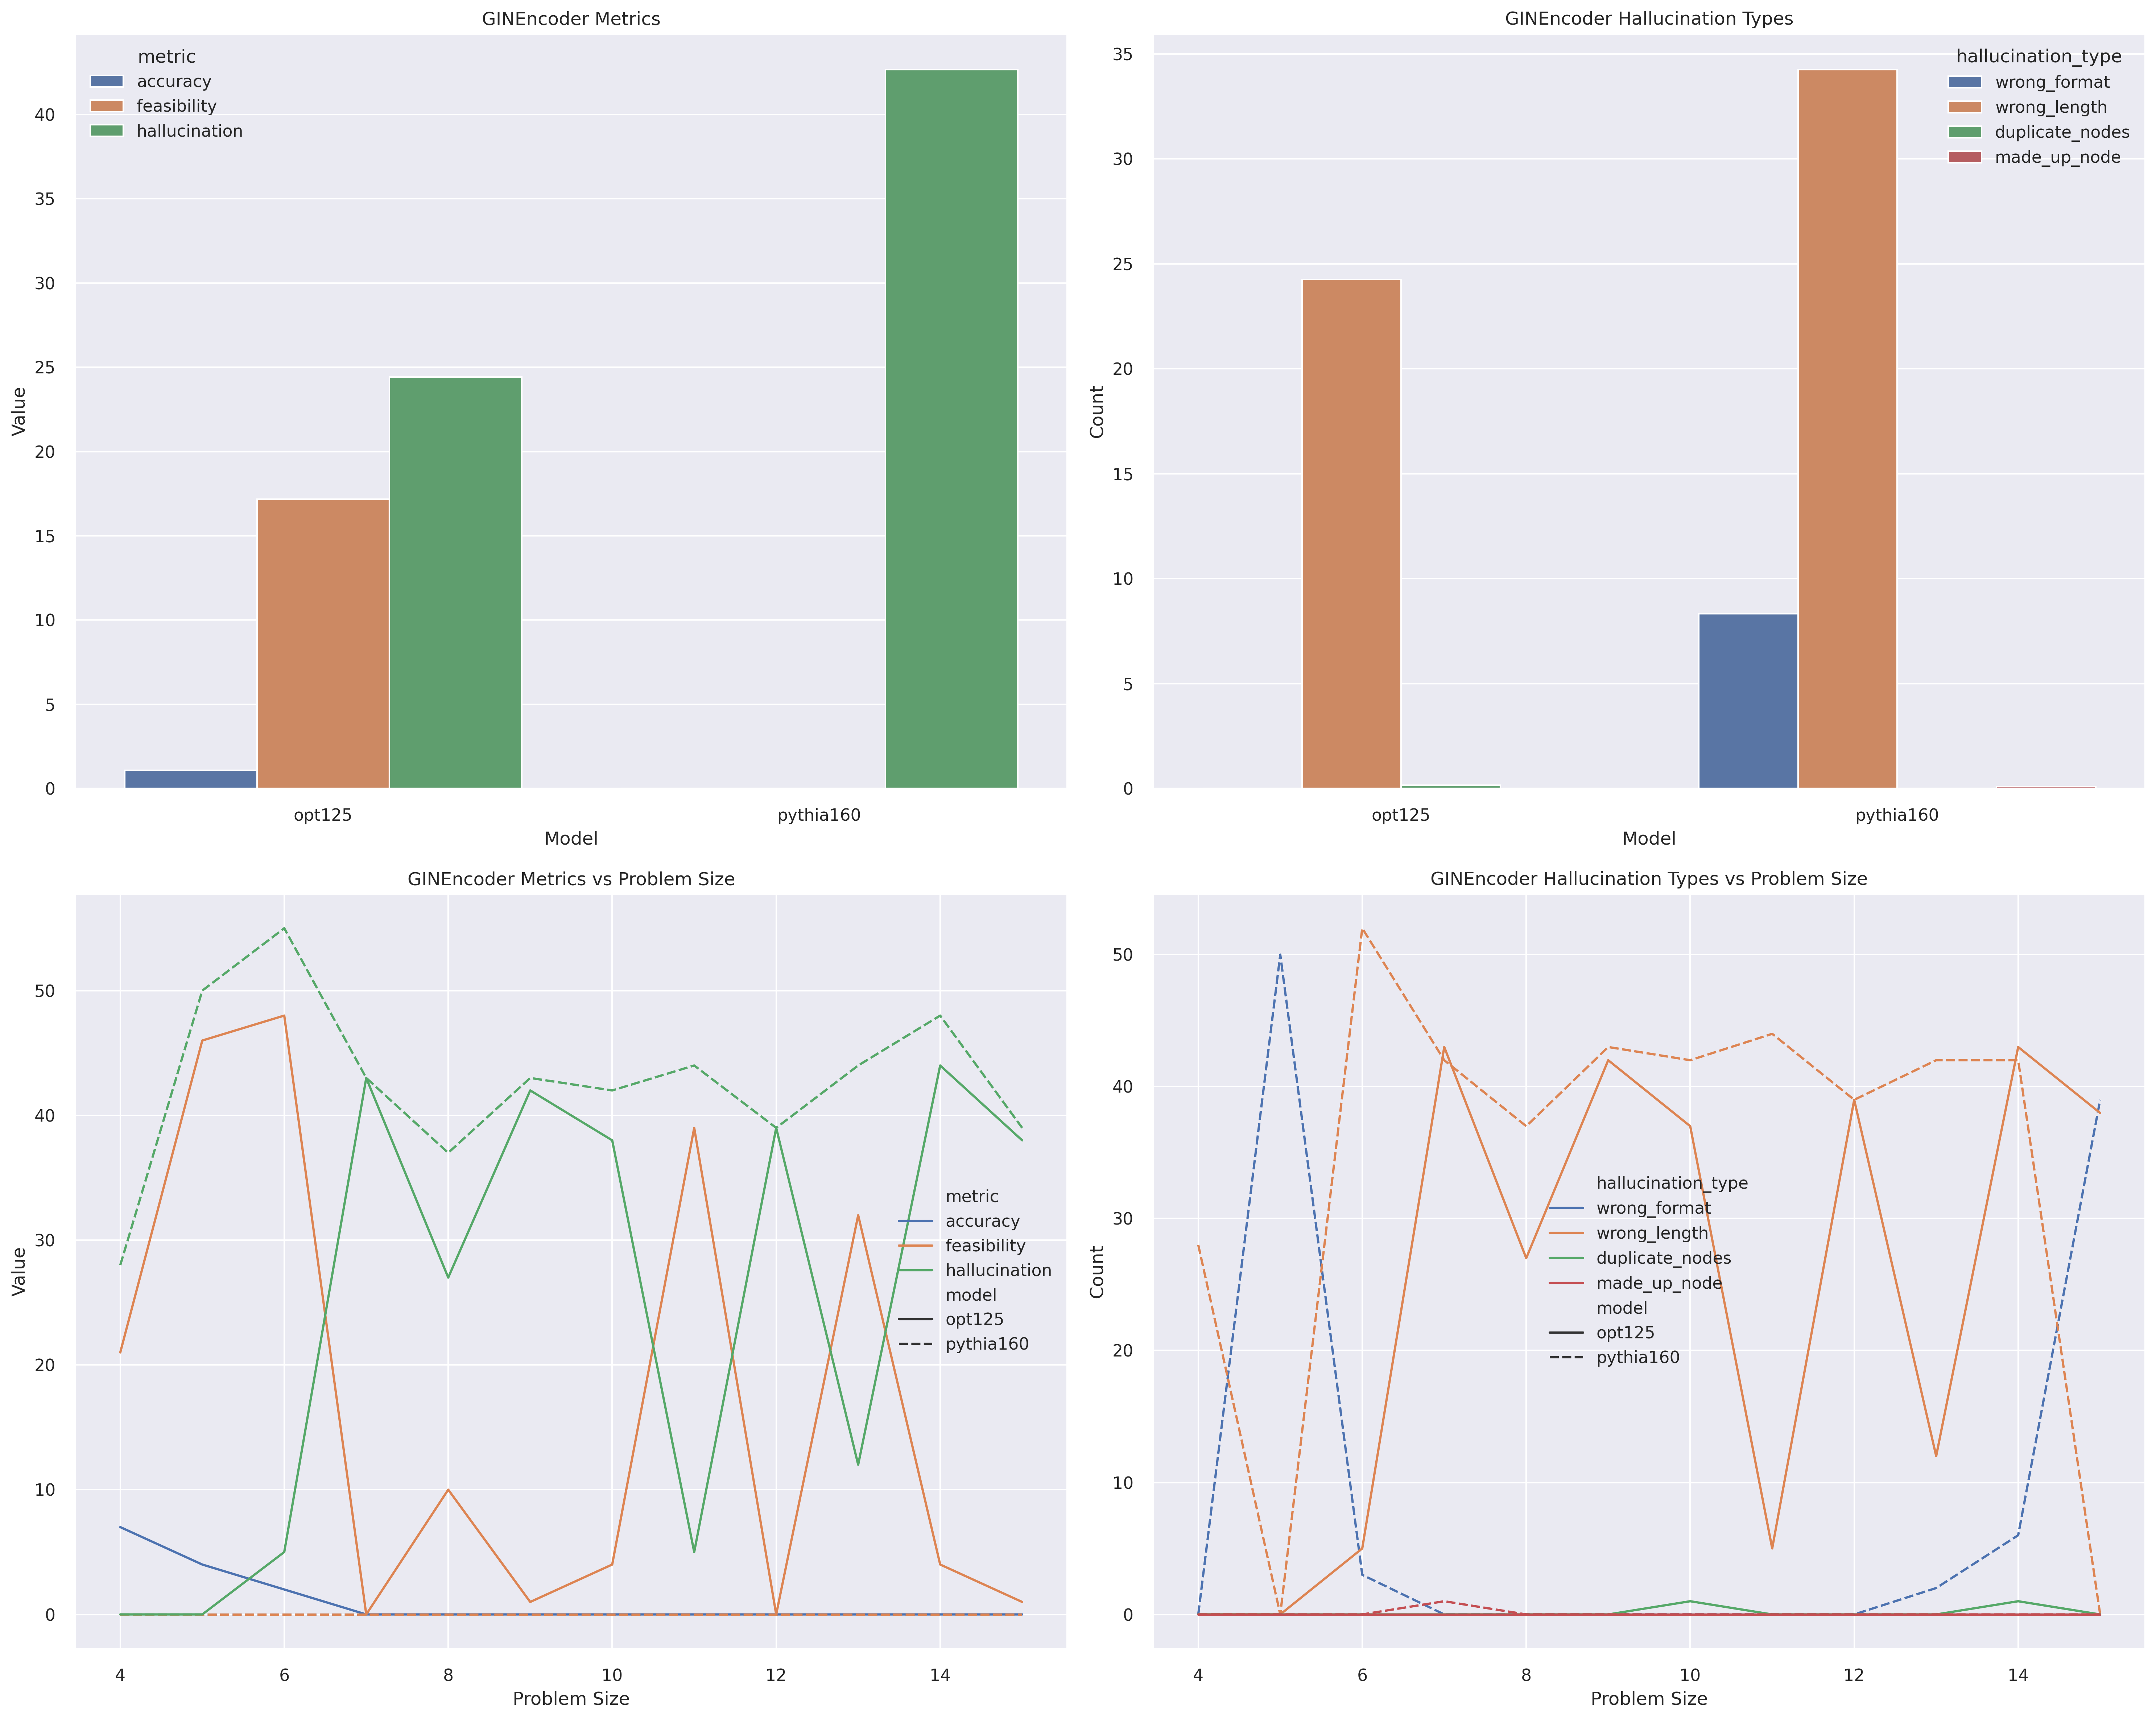 GINEncoder Metrics
metric
accuracy
feasibility
hallucination
40
35
30
25
20
15
10
5
0
Value
opt125
pythia160
Model
GINEncoder Hallucination Types
hallucination_type
wrong_format
wrong_length
duplicate_nodes
made_up_node
35
30
25
20
15
10
5
0
Count
opt125
pythia160
Model
GINEncoder Metrics vs Problem Size
50
40
30
20
10
0
Value
metric
accuracy
feasibility
hallucination
model
opt125
pythia160
4
6
8
10
12
14
Problem Size
GINEncoder Hallucination Types vs Problem Size
50
40
30
20
10
0
Count
hallucination_type
wrong_format
wrong_length
duplicate_nodes
made_up_node
model
opt125
pythia160
4
6
8
10
12
14
Problem Size